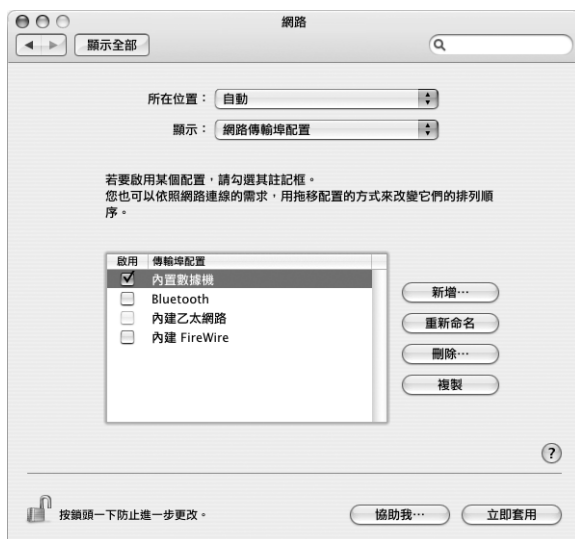 網路
顯示全部
所在位置： 自動
顯示： 網路傳輸埠配置
若要啟用某個配置，請勾選其註記框。
您也可以依照網路連線的需求，用拖移配置的方式來改變它們的排列順
序。
啟用 傳輸埠配置
內置數據機
Bluetooth
內建乙太網路
內建 FireWire
新增…
重新命名
刪除…
複製
?
按鎖頭一下防止進一步更改。
協助我…
立即套用